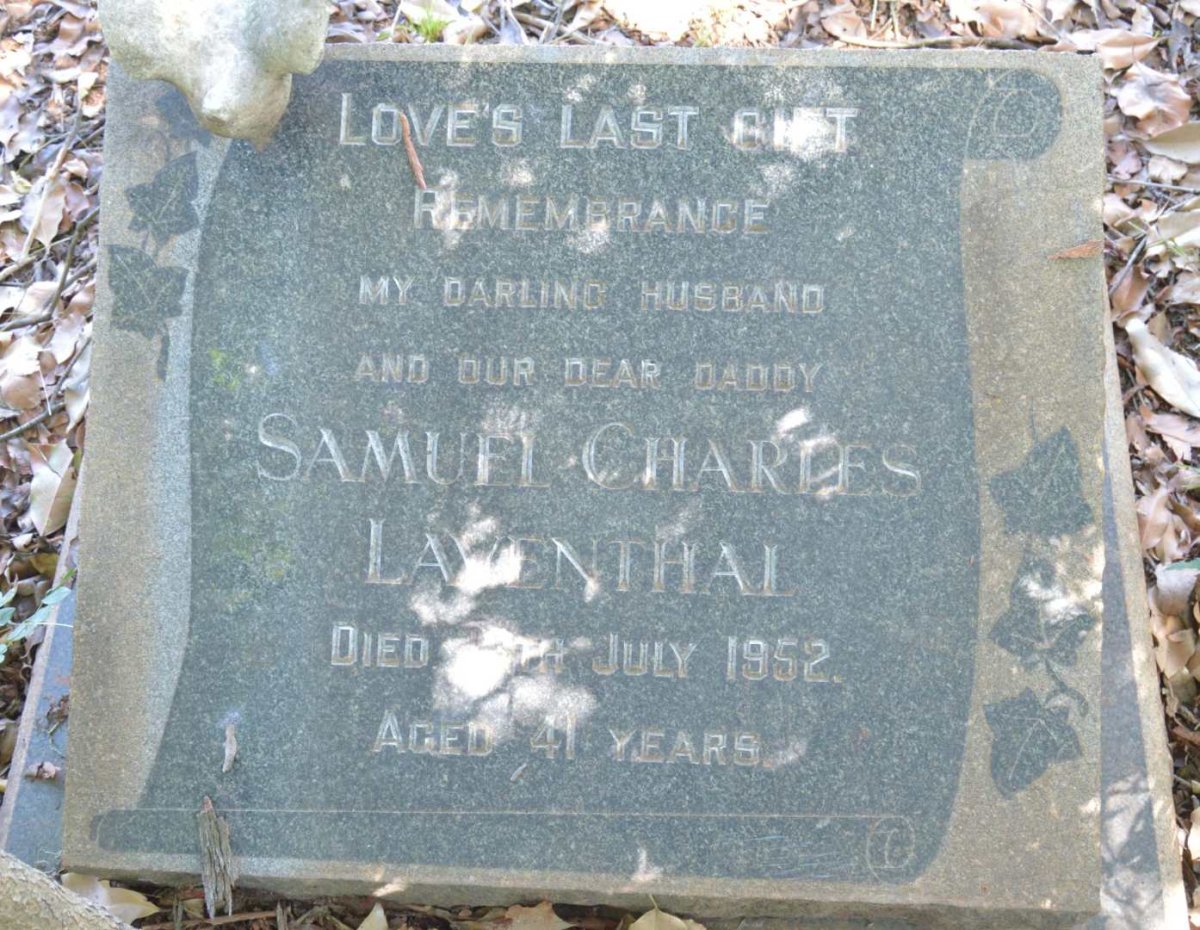 LOVE'S LAST GIFT
REMEMBRANCE
MY DARLING HUSBAND
AND OUR DEAR DADDY
SAMUEL CHARLES
LAVENTHAL
DIED JULY 1952.
AGED 41 YEARS.